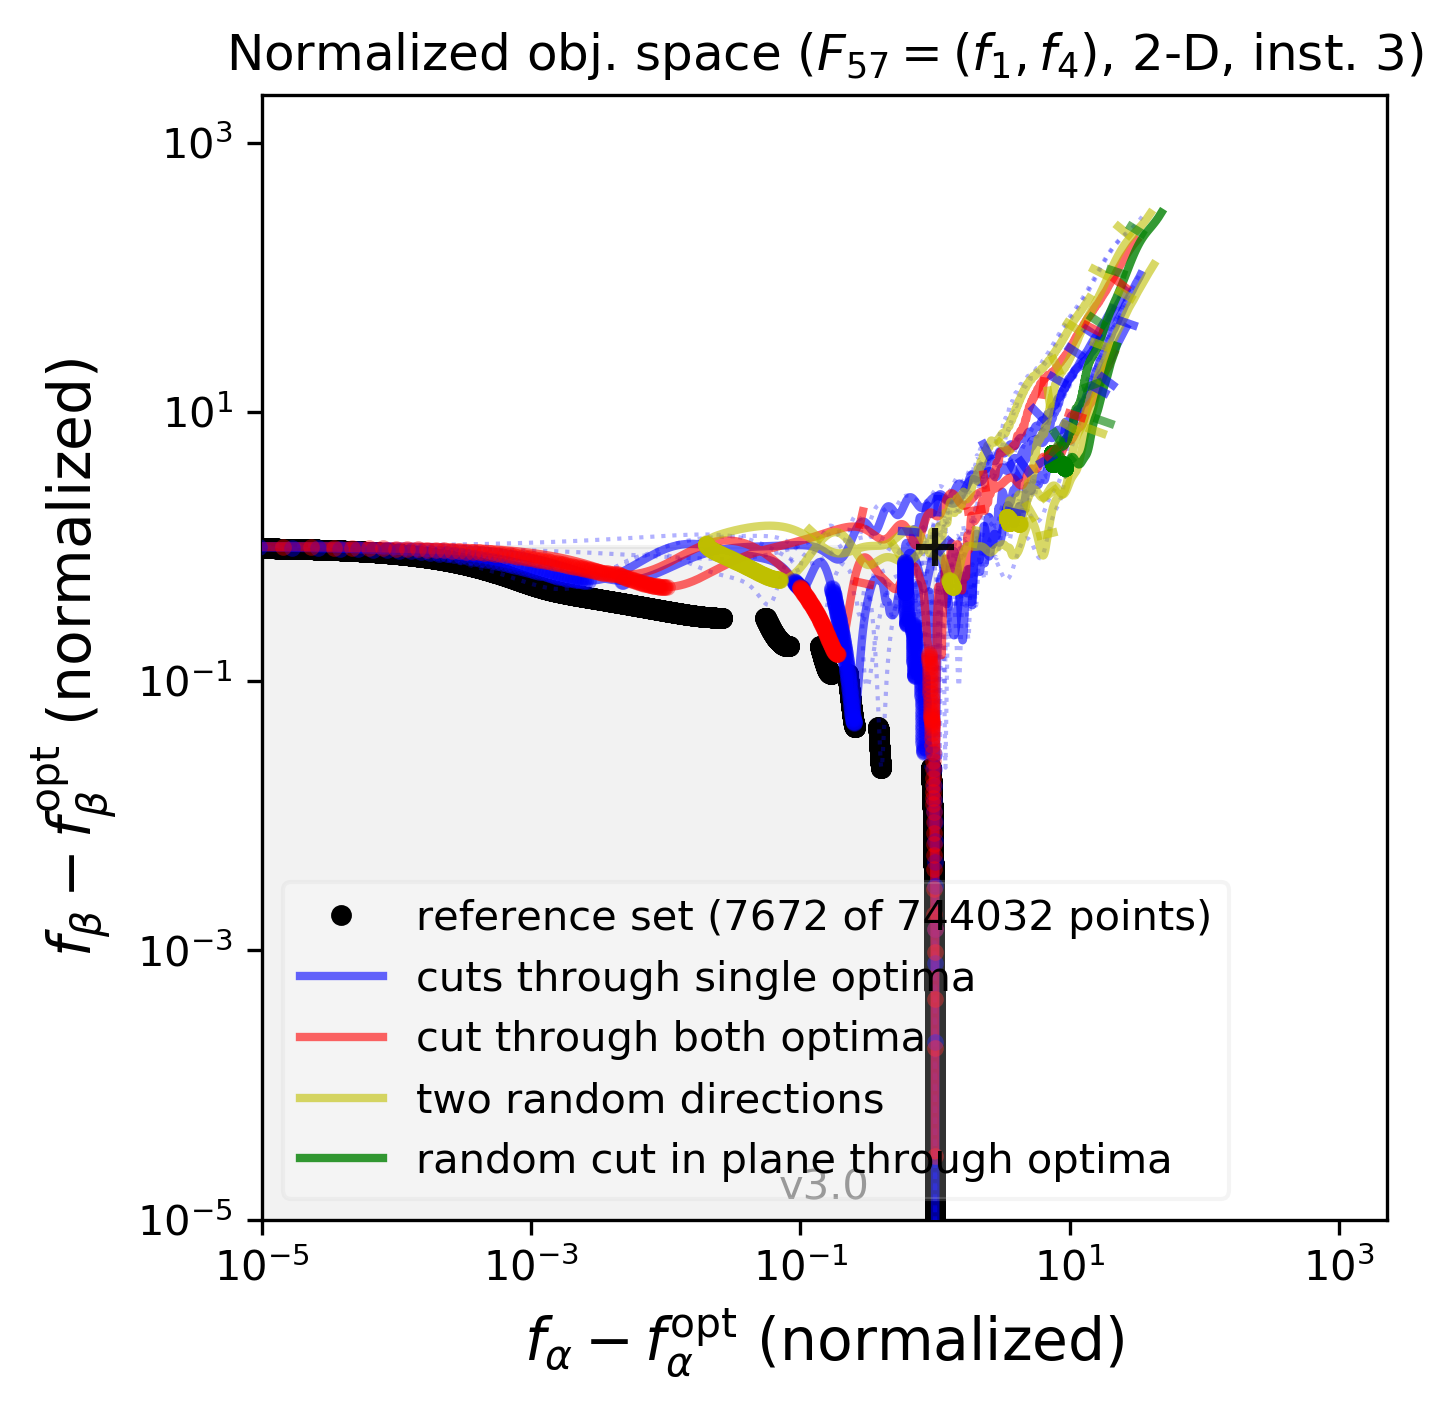 Normalized obj. space (F₅₇ = (f₁, f₄), 2-D, inst. 3)
10³
10¹
10⁻¹
10⁻³
10⁻⁵
f_β − f_β^opt (normalized)
reference set (7672 of 744032 points)
cuts through single optima
cut through both optima
two random directions
random cut in plane through optima
v3.0
10⁻⁵
10⁻³
10⁻¹
10¹
10³
f_α − f_α^opt (normalized)